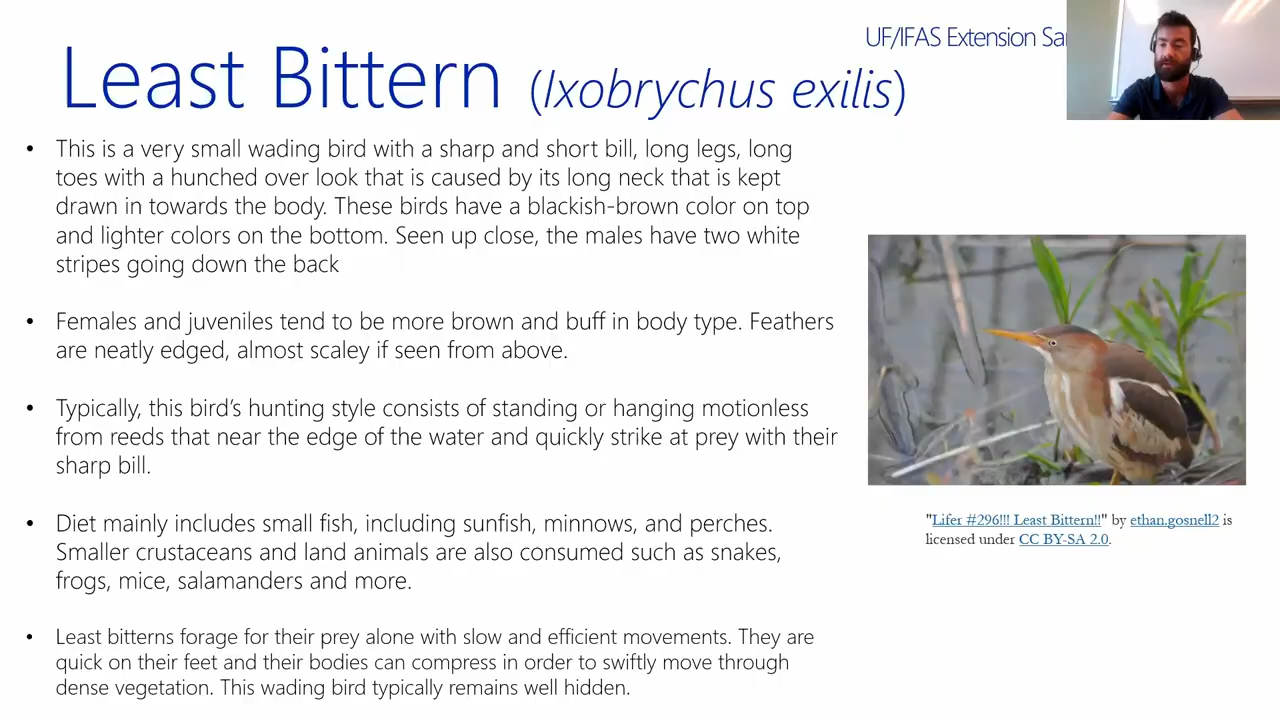 UF/IFAS Extension
Least Bittern (Ixobrychus exilis)
• This is a very small wading bird with a sharp and short bill, long legs, long
toes with a hunched over look that is caused by its long neck that is kept
drawn in towards the body. These birds have a blackish-brown color on top
and lighter colors on the bottom. Seen up close, the males have two white
stripes going down the back
• Females and juveniles tend to be more brown and buff in body type. Feathers
are neatly edged, almost scaley if seen from above.
• Typically, this bird's hunting style consists of standing or hanging motionless
from reeds that near the edge of the water and quickly strike at prey with their
sharp bill.
• Diet mainly includes small fish, including sunfish, minnows, and perches.
Smaller crustaceans and land animals are also consumed such as snakes,
frogs, mice, salamanders and more.
• Least bitterns forage for their prey alone with slow and efficient movements. They are
quick on their feet and their bodies can compress in order to swiftly move through
dense vegetation. This wading bird typically remains well hidden.
"Lifer #296!!! Least Bittern!!" by ethan.gosnell2 is
licensed under CC BY-SA 2.0.